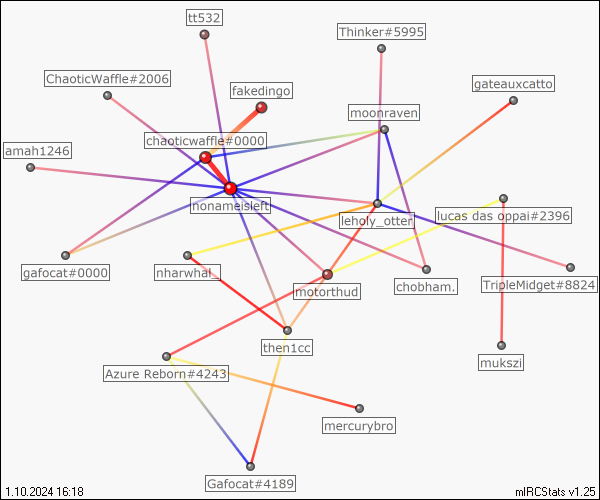 tt532
Thinker#5995
ChaoticWaffle#2006
gateauxcatto
fakedingo
moonraven
chaoticwaffle#0000
amah1246
nonameisleft
leholy_otter
lucas das oppai#2396
gafocat#0000
nharwhal_
motorthud
chobham.
TripleMidget#8824
then1cc
mukszi
Azure Reborn#4243
mercurybro
Gafocat#4189
1.10.2024 16:18
mIRCStats v1.25